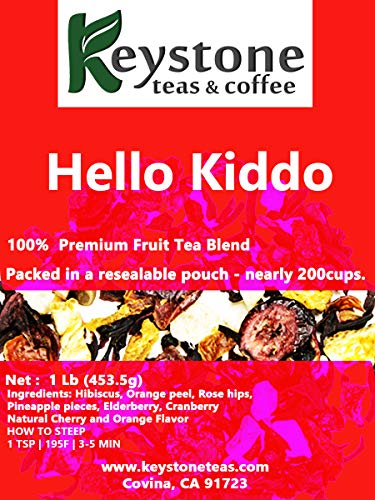 Keystone
teas & coffee
Hello Kiddo
100% Premium Fruit Tea Blend
Packed in a resealable pouch - nearly 200cups.
Net : 1 Lb (453.5g)
Ingredients: Hibiscus, Orange peel, Rose hips,
Pineapple pieces, Elderberry, Cranberry
Natural Cherry and Orange Flavor
HOW TO STEEP
1 TSP | 195F | 3-5 MIN
www.keystoneteas.com
Covina, CA 91723